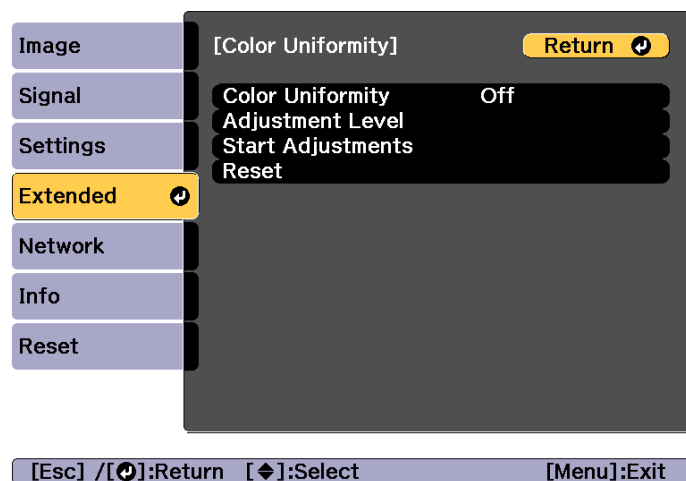 Image
Signal
Settings
Extended
Network
Info
Reset
[Color Uniformity] Return
Color Uniformity Off
Adjustment Level
Start Adjustments
Reset
[Esc] /[ ]:Return [ ]:Select [Menu]:Exit